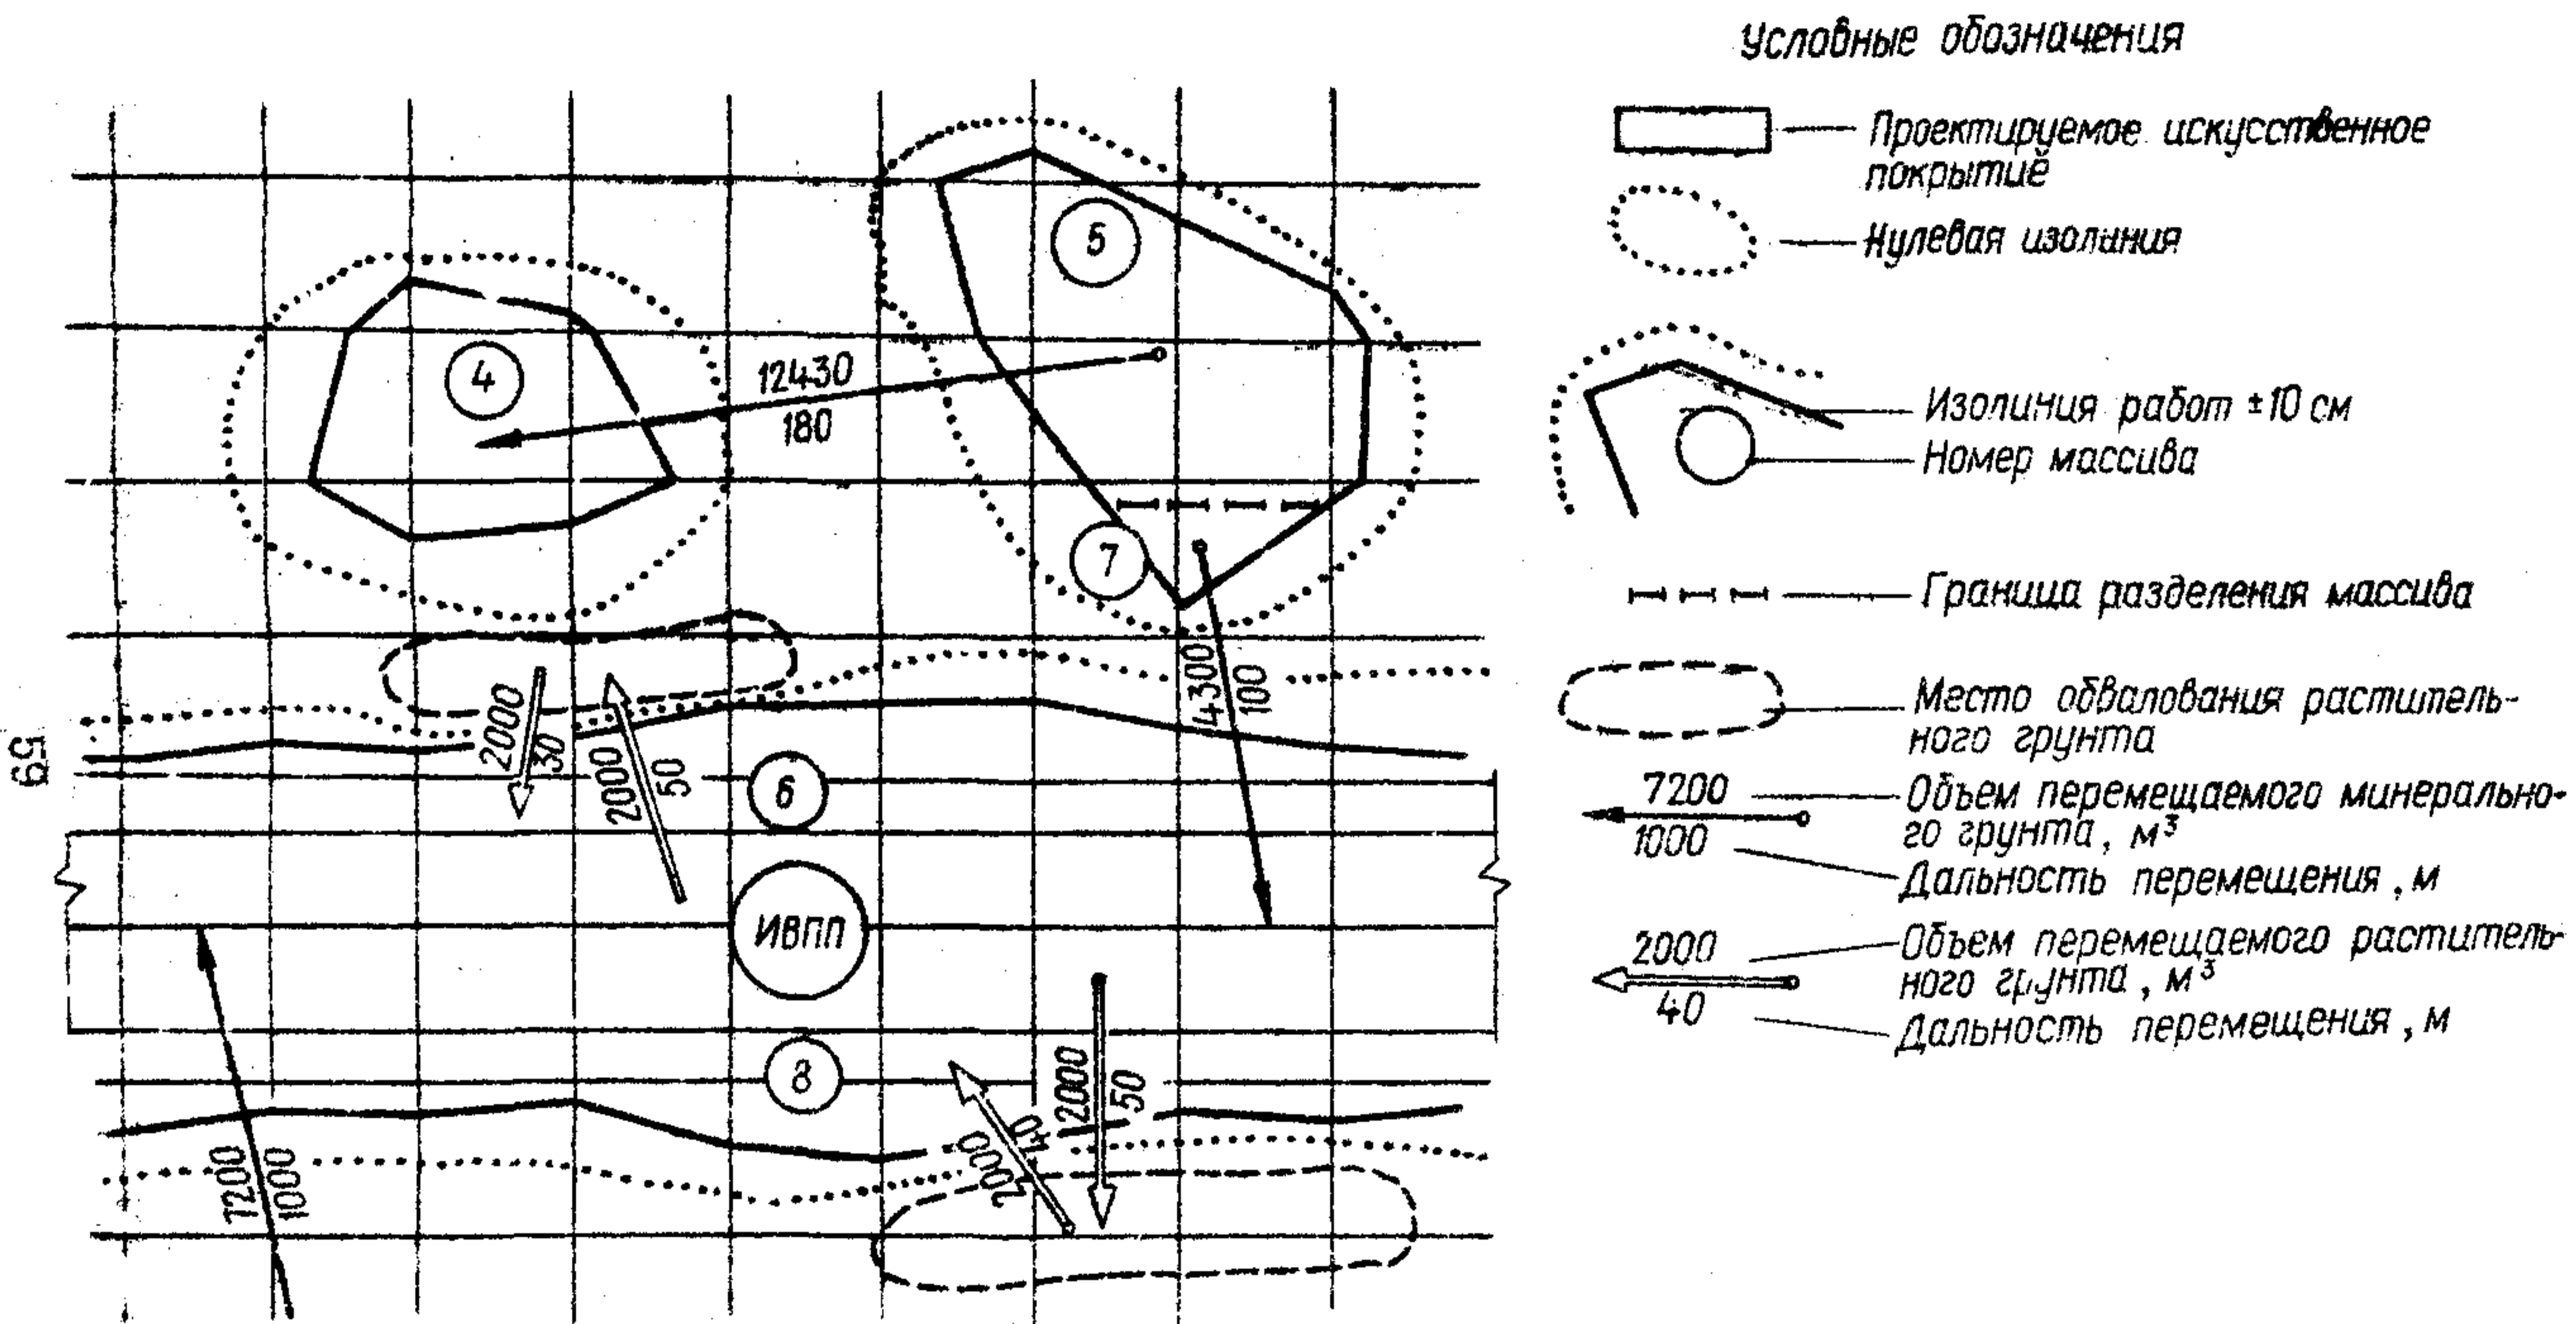 Условные обозначения
Проектируемое искусственное
покрытие
Нулевая изолиния
Изолиния работ ±10 см
Номер массива
Граница разделения массива
Место обвалования раститель-
ного грунта
7200
1000
Объем перемещаемого минерально-
го грунта, м³
Дальность перемещения, м
2000
40
Объем перемещаемого раститель-
ного грунта, м³
Дальность перемещения, м
5
4
12430
180
7
4300
100
2000
30
2000
50
6
ИВПП
8
2000
50
2000
40
7200
1000
59